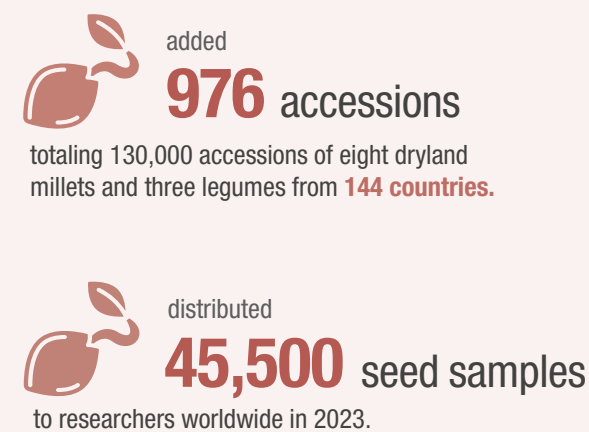 added
976 accessions
totaling 130,000 accessions of eight dryland
millets and three legumes from 144 countries.
distributed
45,500 seed samples
to researchers worldwide in 2023.